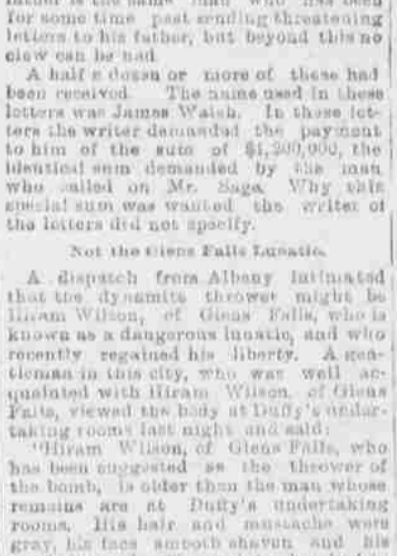 father is the same man who has been
for some time past sending threatening
letters to his father, but beyond this no
clew can be had.
A half a dozen or more of these had
been received. The name used in these
letters was James Walsh. In these let-
ters the writer demanded the payment
to him of the sum of $1,200,000, the
identical sum demanded by the man
who called on Mr. Sage. Why this
special sum was wanted the writer of
the letters did not specify.
Not the Glens Falls Lunatic.
A dispatch from Albany intimated
that the dynamite thrower might be
Hiram Wilson, of Glens Falls, who is
known as a dangerous lunatic, and who
recently regained his liberty. A gen-
tleman in this city, who was well ac-
quainted with Hiram Wilson, of Glens
Falls, viewed the body at Duffy's under-
taking rooms last night and said:
"Hiram Wilson, of Glens Falls, who
has been suggested as the thrower of
the bomb, is older than the man whose
remains are at Duffy's undertaking
rooms. His hair and mustache were
gray, his face smooth shaven and his